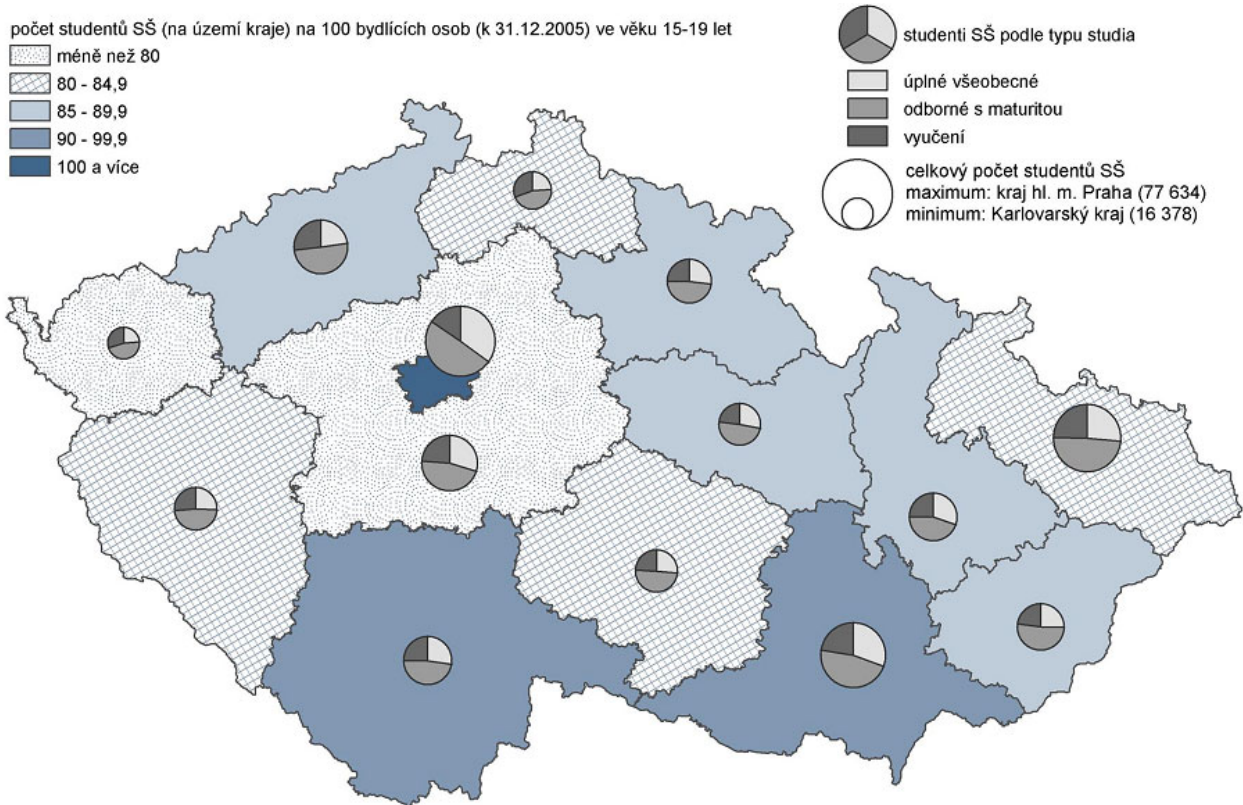 počet studentů SŠ (na území kraje) na 100 bydlících osob (k 31.12.2005) ve věku 15-19 let
méně než 80
80 - 84,9
85 - 89,9
90 - 99,9
100 a více
studenti SŠ podle typu studia
úplné všeobecné
odborné s maturitou
vyučení
celkový počet studentů SŠ
maximum: kraj hl. m. Praha (77 634)
minimum: Karlovarský kraj (16 378)